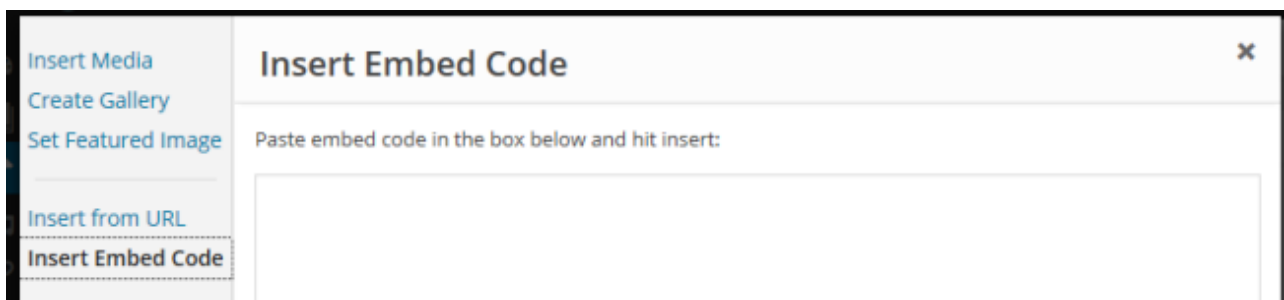 Insert Media
Create Gallery
Set Featured Image
Insert from URL
Insert Embed Code
Insert Embed Code
Paste embed code in the box below and hit insert: